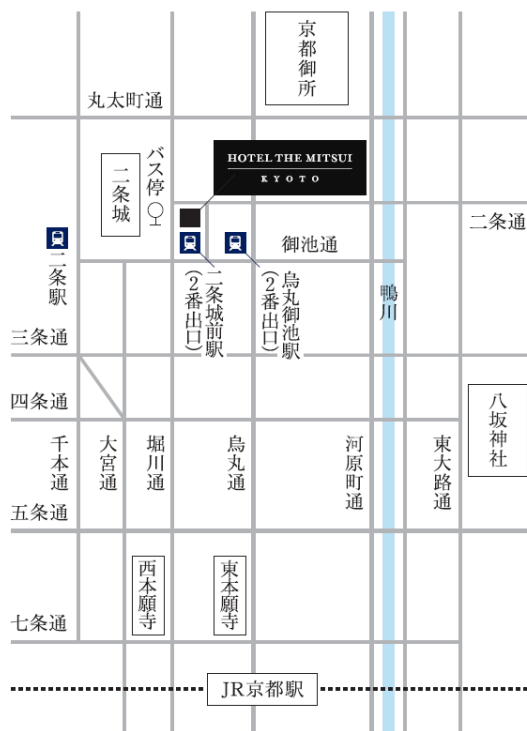 京都御所
丸太町通
バス停
二条城
HOTEL THE MITSUI
KYOTO
二条通
御池通
二条駅
二条城前駅
（2番出口）
烏丸御池駅
（2番出口）
鴨川
三条通
四条通
八坂神社
千本通
大宮通
堀川通
烏丸通
河原町通
東大路通
五条通
西本願寺
東本願寺
七条通
JR京都駅